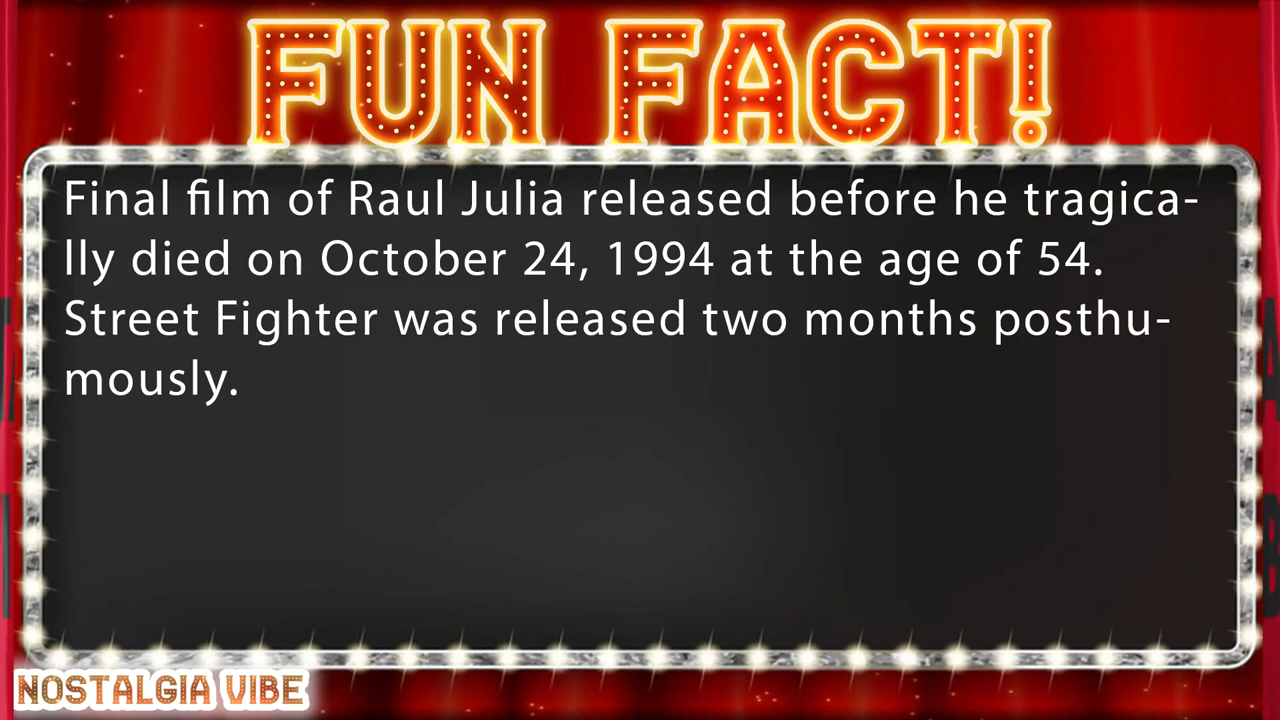 FUN FACT!
Final film of Raul Julia released before he tragica-
lly died on October 24, 1994 at the age of 54.
Street Fighter was released two months posthu-
mously.
NOSTALGIA VIBE